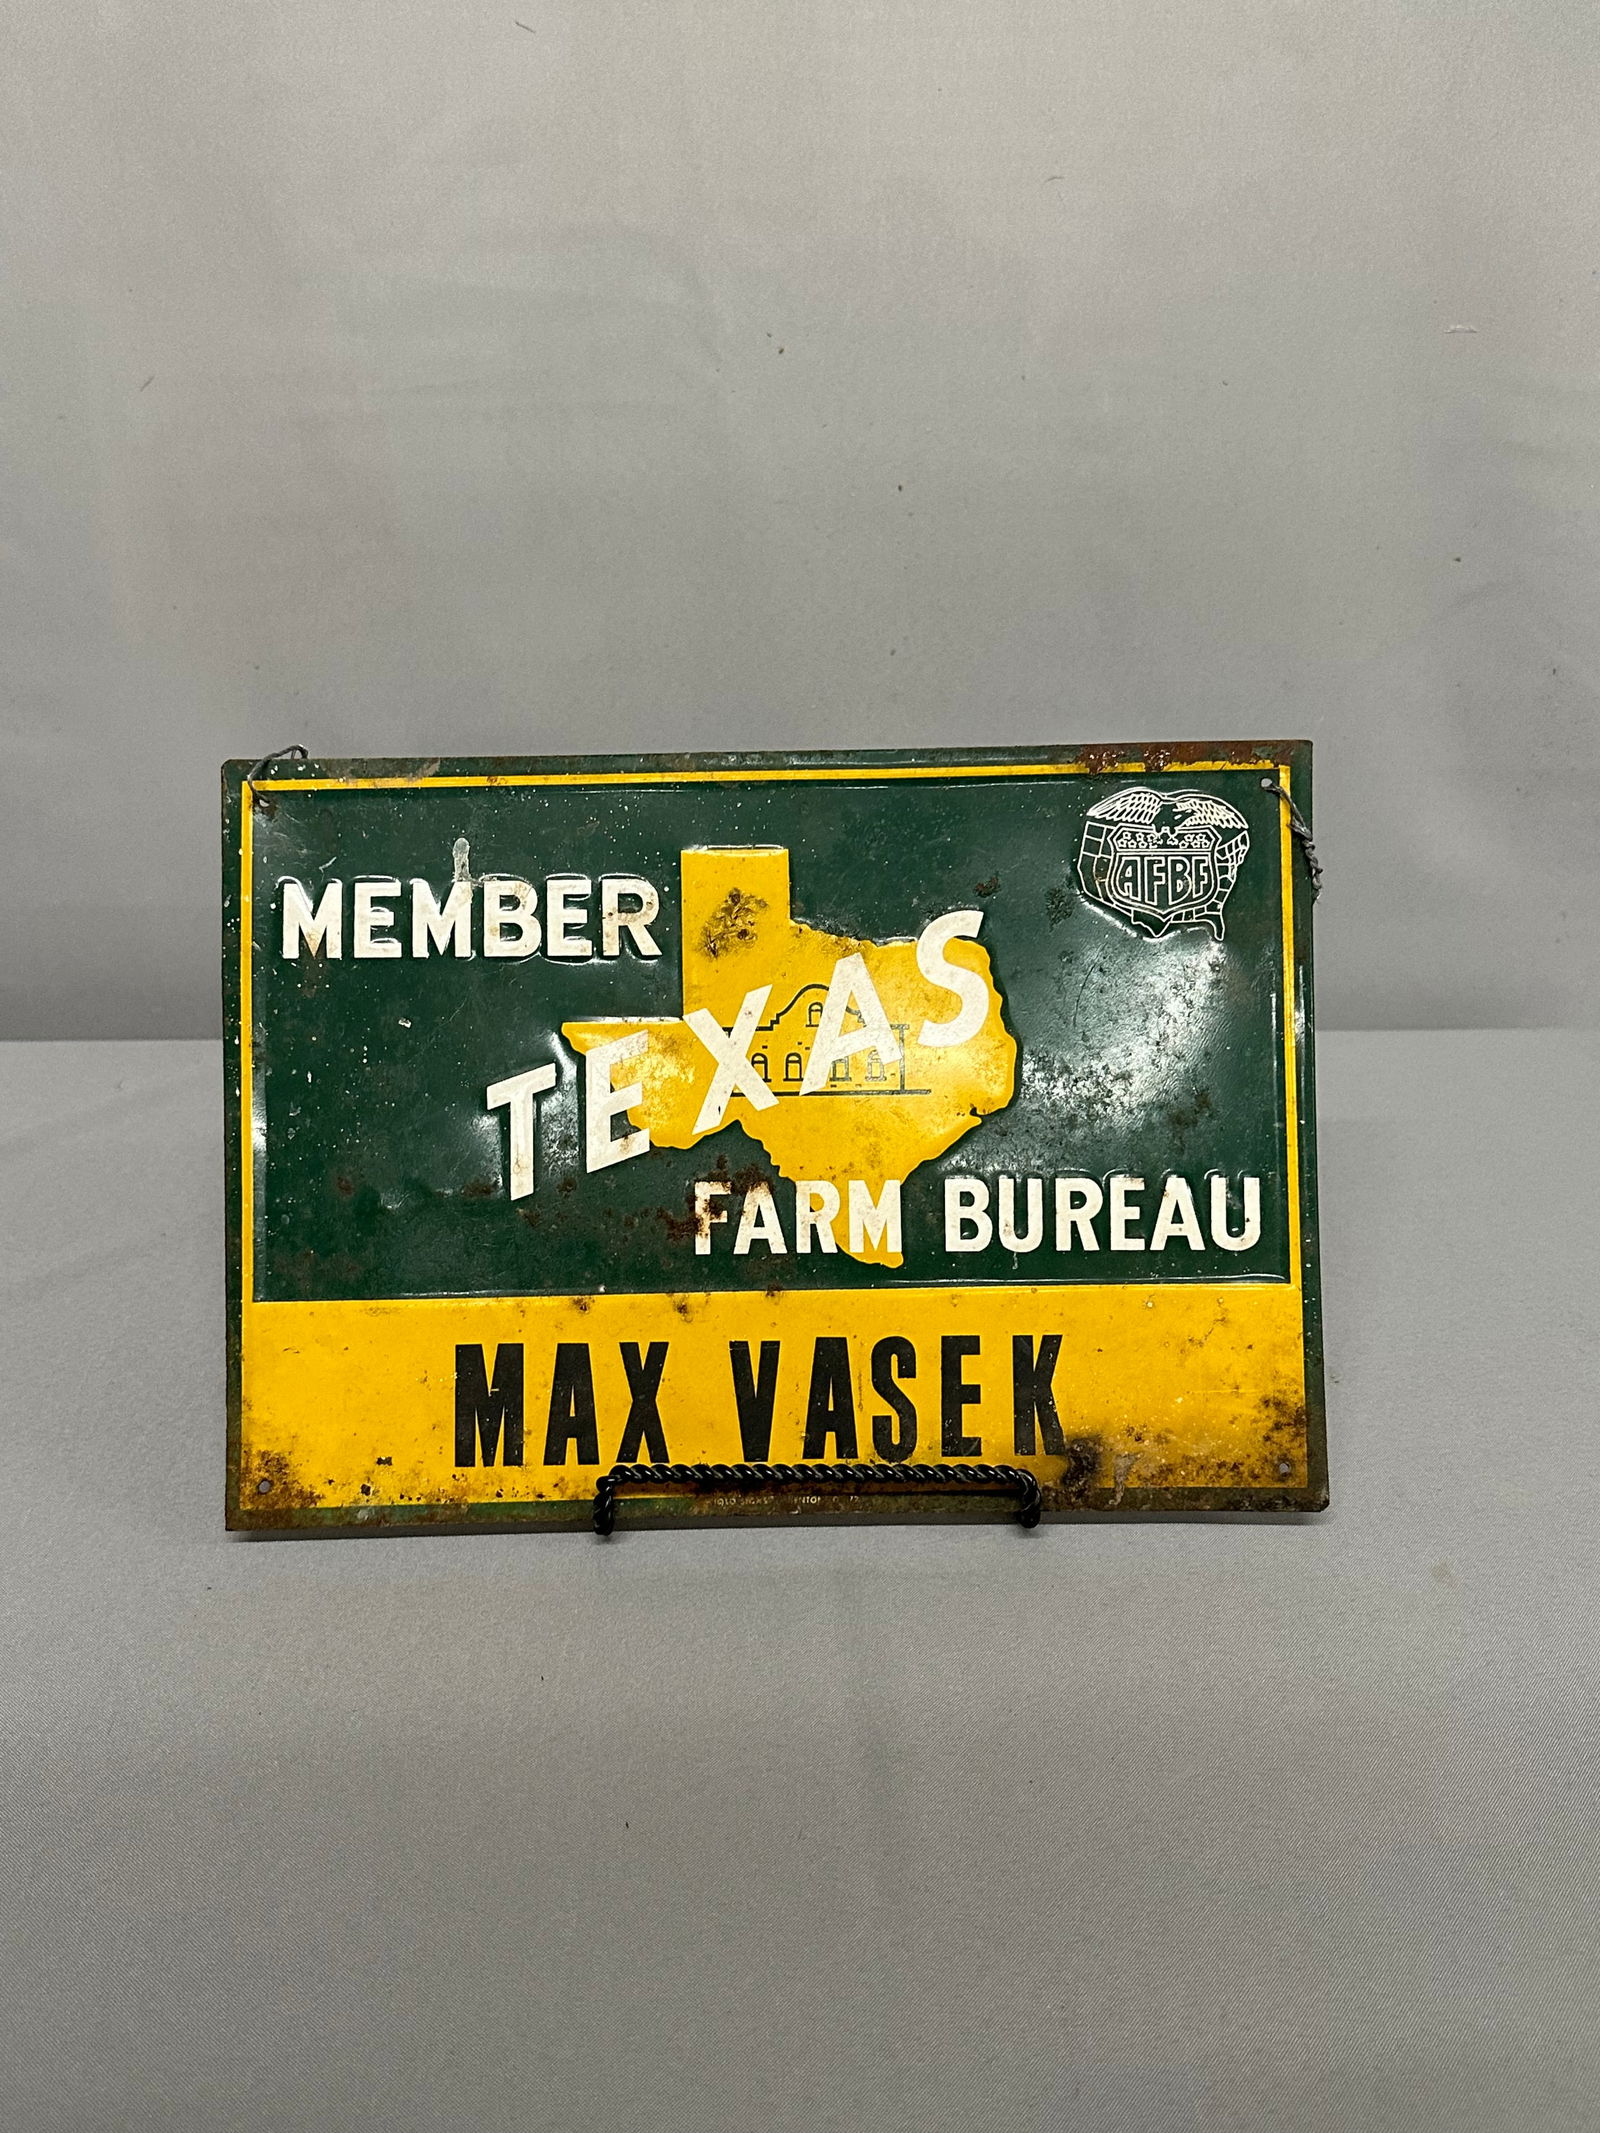 MEMBER
AFBF
TEXAS
FARM BUREAU
MAX VASEK